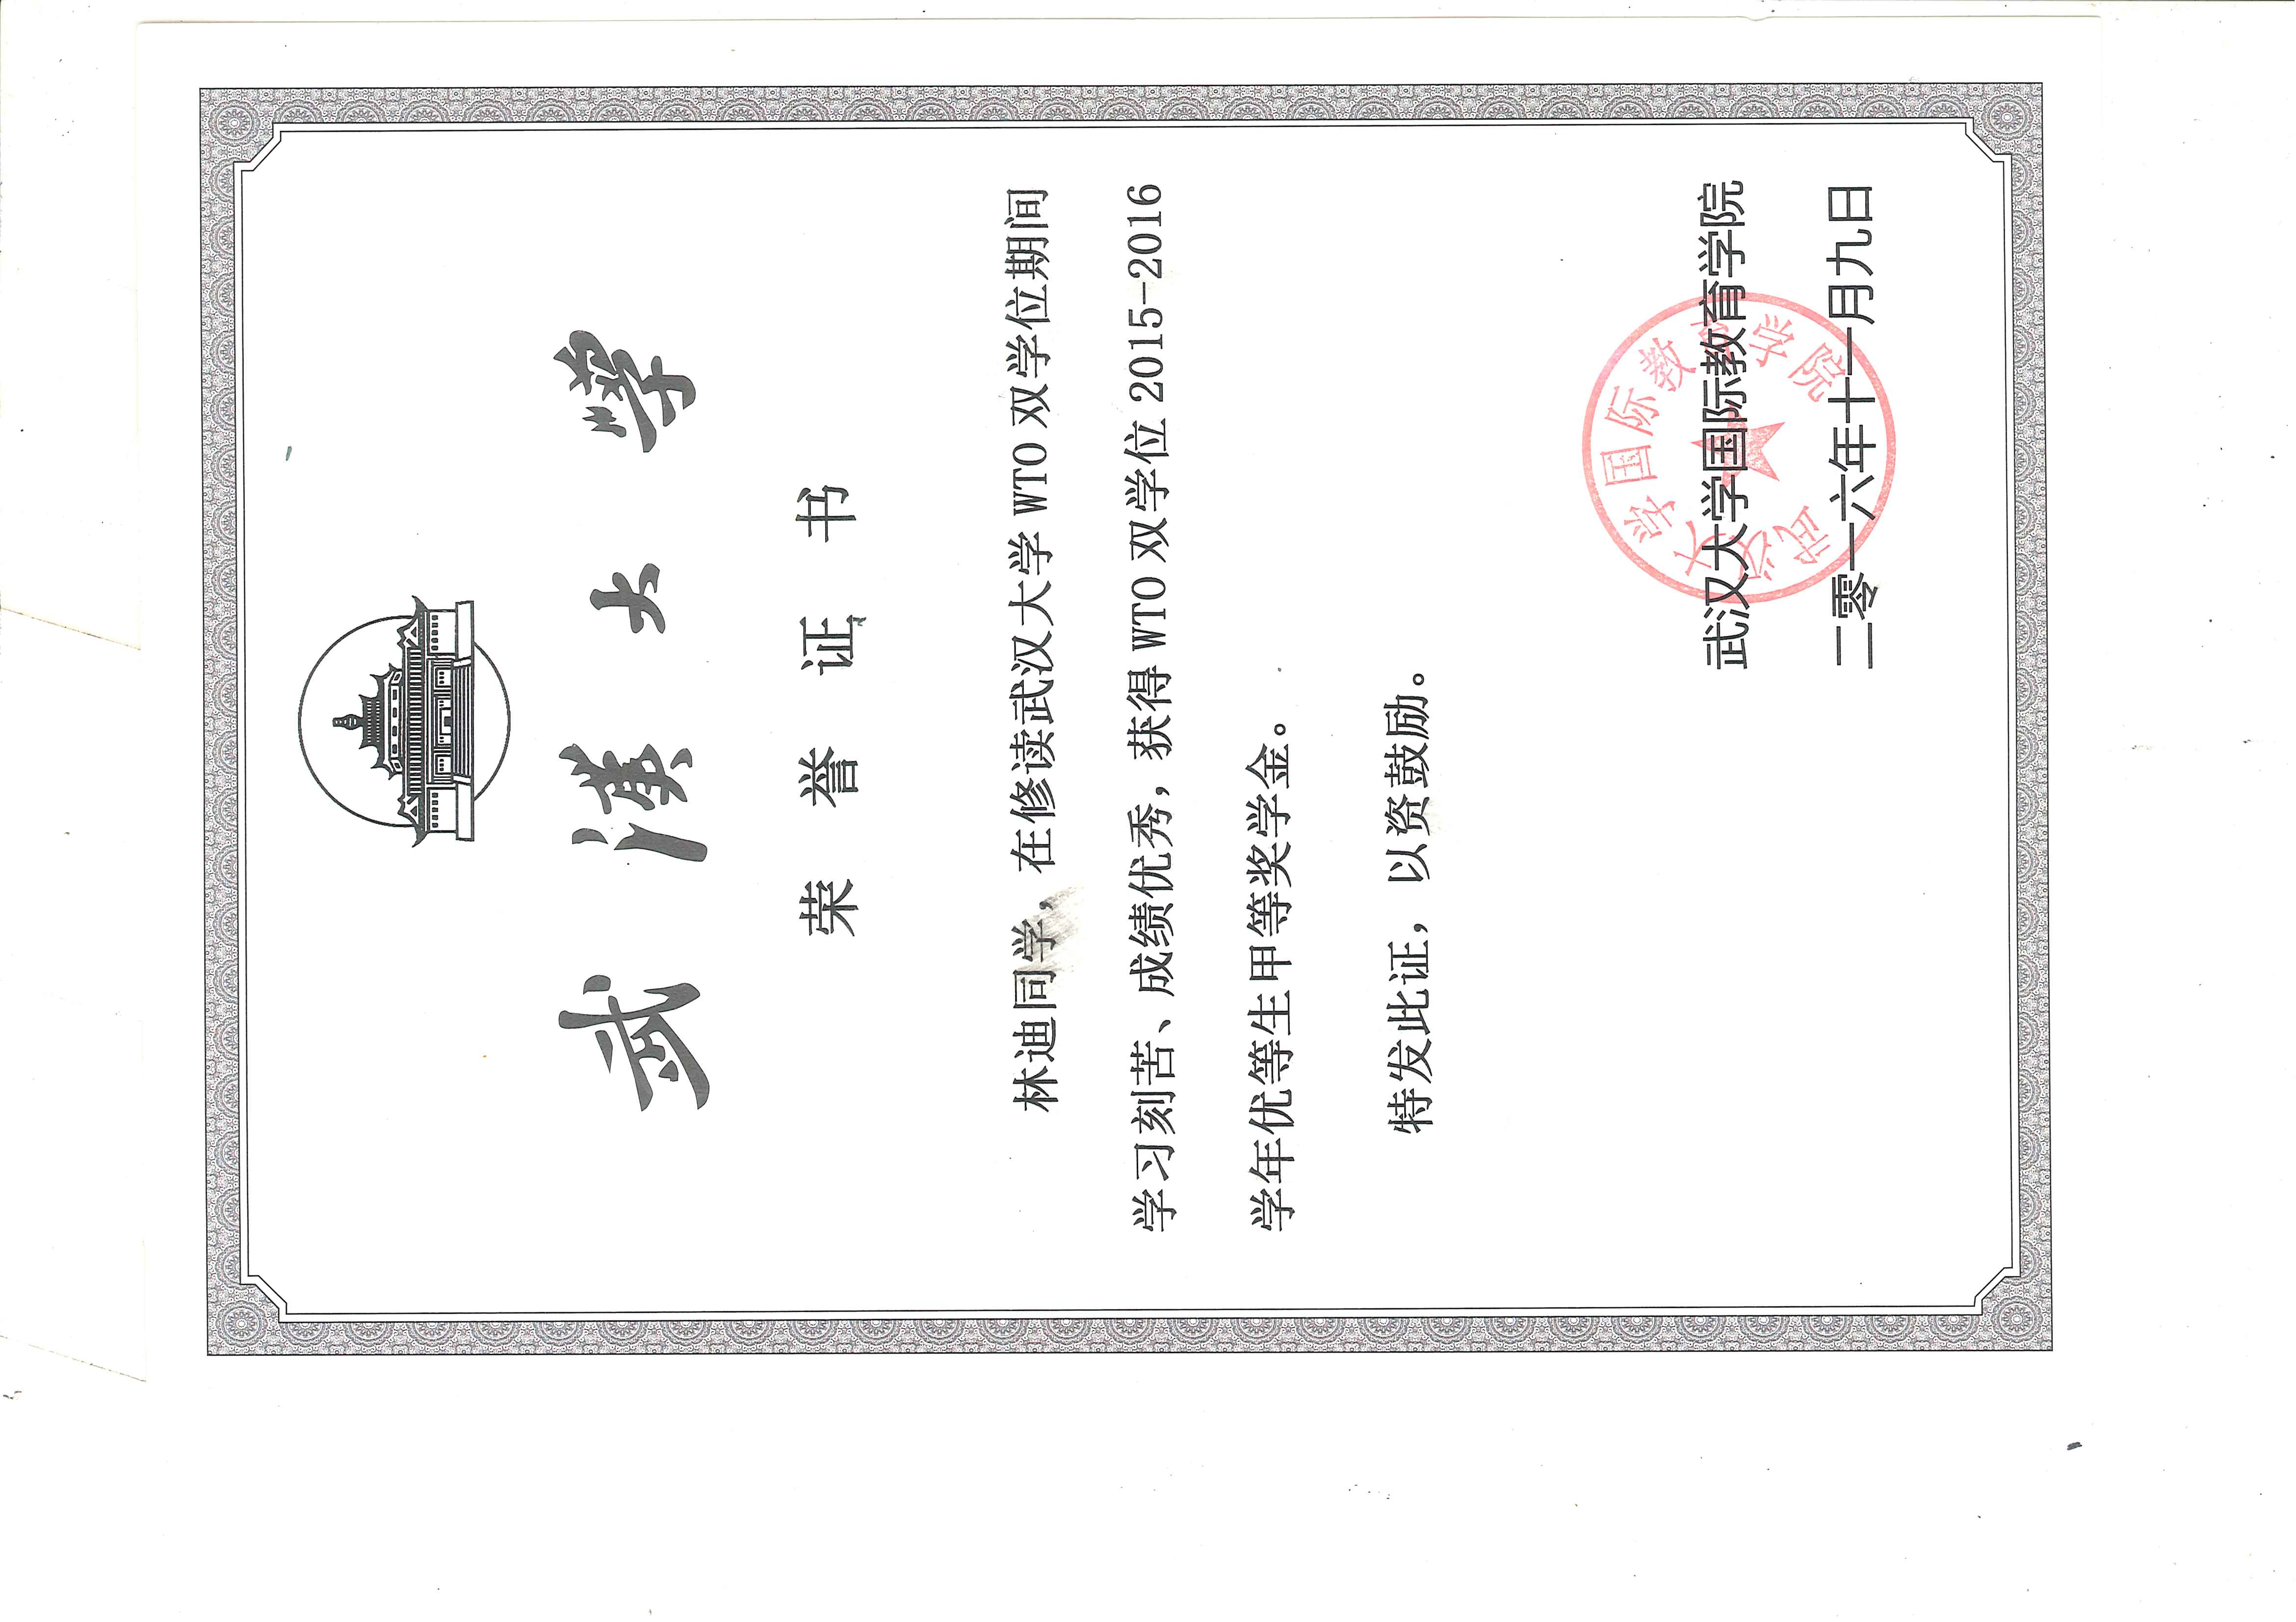 武漢大學
荣誉证书
林迪同学，在修读武汉大学 WTO 双学位期间
学习刻苦、成绩优秀，获得 WTO 双学位 2015-2016
学年优等生甲等奖学金。
特发此证，以资鼓励。
武汉大学国际教育学院
武汉大学国际教育学院
二零一六年十一月九日